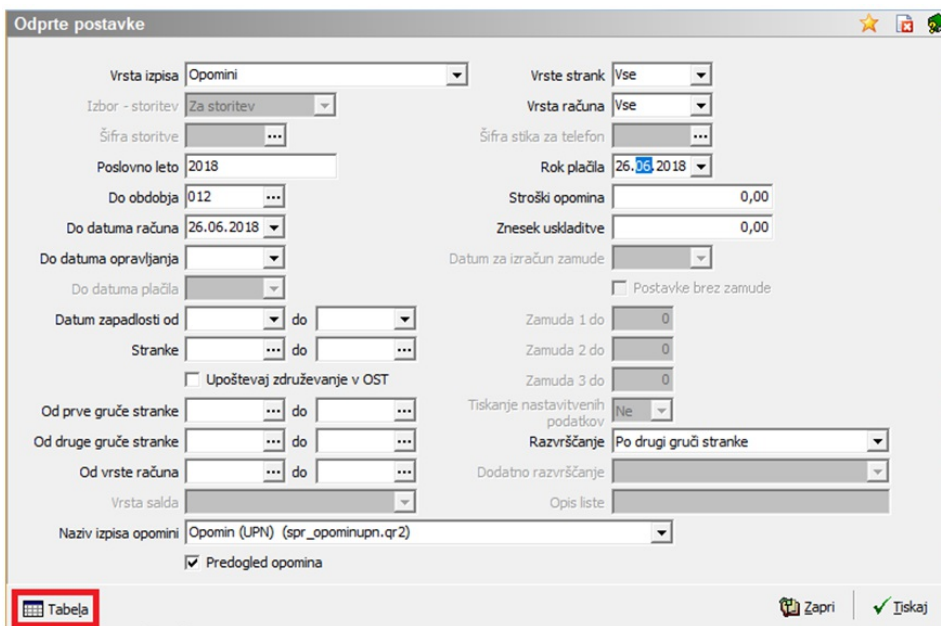 Odprte postavke
Vrsta izpisa Opomini Vrste strank Vse
Izbor - storitev Za storitev Vrsta računa Vse
Šifra storitve ... Šifra stika za telefon ...
Poslovno leto 2018 Rok plačila 26.06.2018
Do obdobja 012 ... Stroški opomina 0,00
Do datuma računa 26.06.2018 Znesek uskladitve 0,00
Do datuma opravljanja Datum za izračun zamude
Do datuma plačila Postavke brez zamude
Datum zapadlosti od do Zamuda 1 do 0
Stranke ... do ... Zamuda 2 do 0
Upoštevaj združevanje v OST Zamuda 3 do 0
Od prve gruče stranke ... do ... Tiskanje nastavitvenih podatkov Ne
Od druge gruče stranke ... do ... Razvrščanje Po drugi gruči stranke
Od vrste računa ... do ... Dodatno razvrščanje
Vrsta salda Opis liste
Naziv izpisa opomini Opomin (UPN) (spr_opominupn.qr2)
Predogled opomina
Tabela Zapri Tiskaj